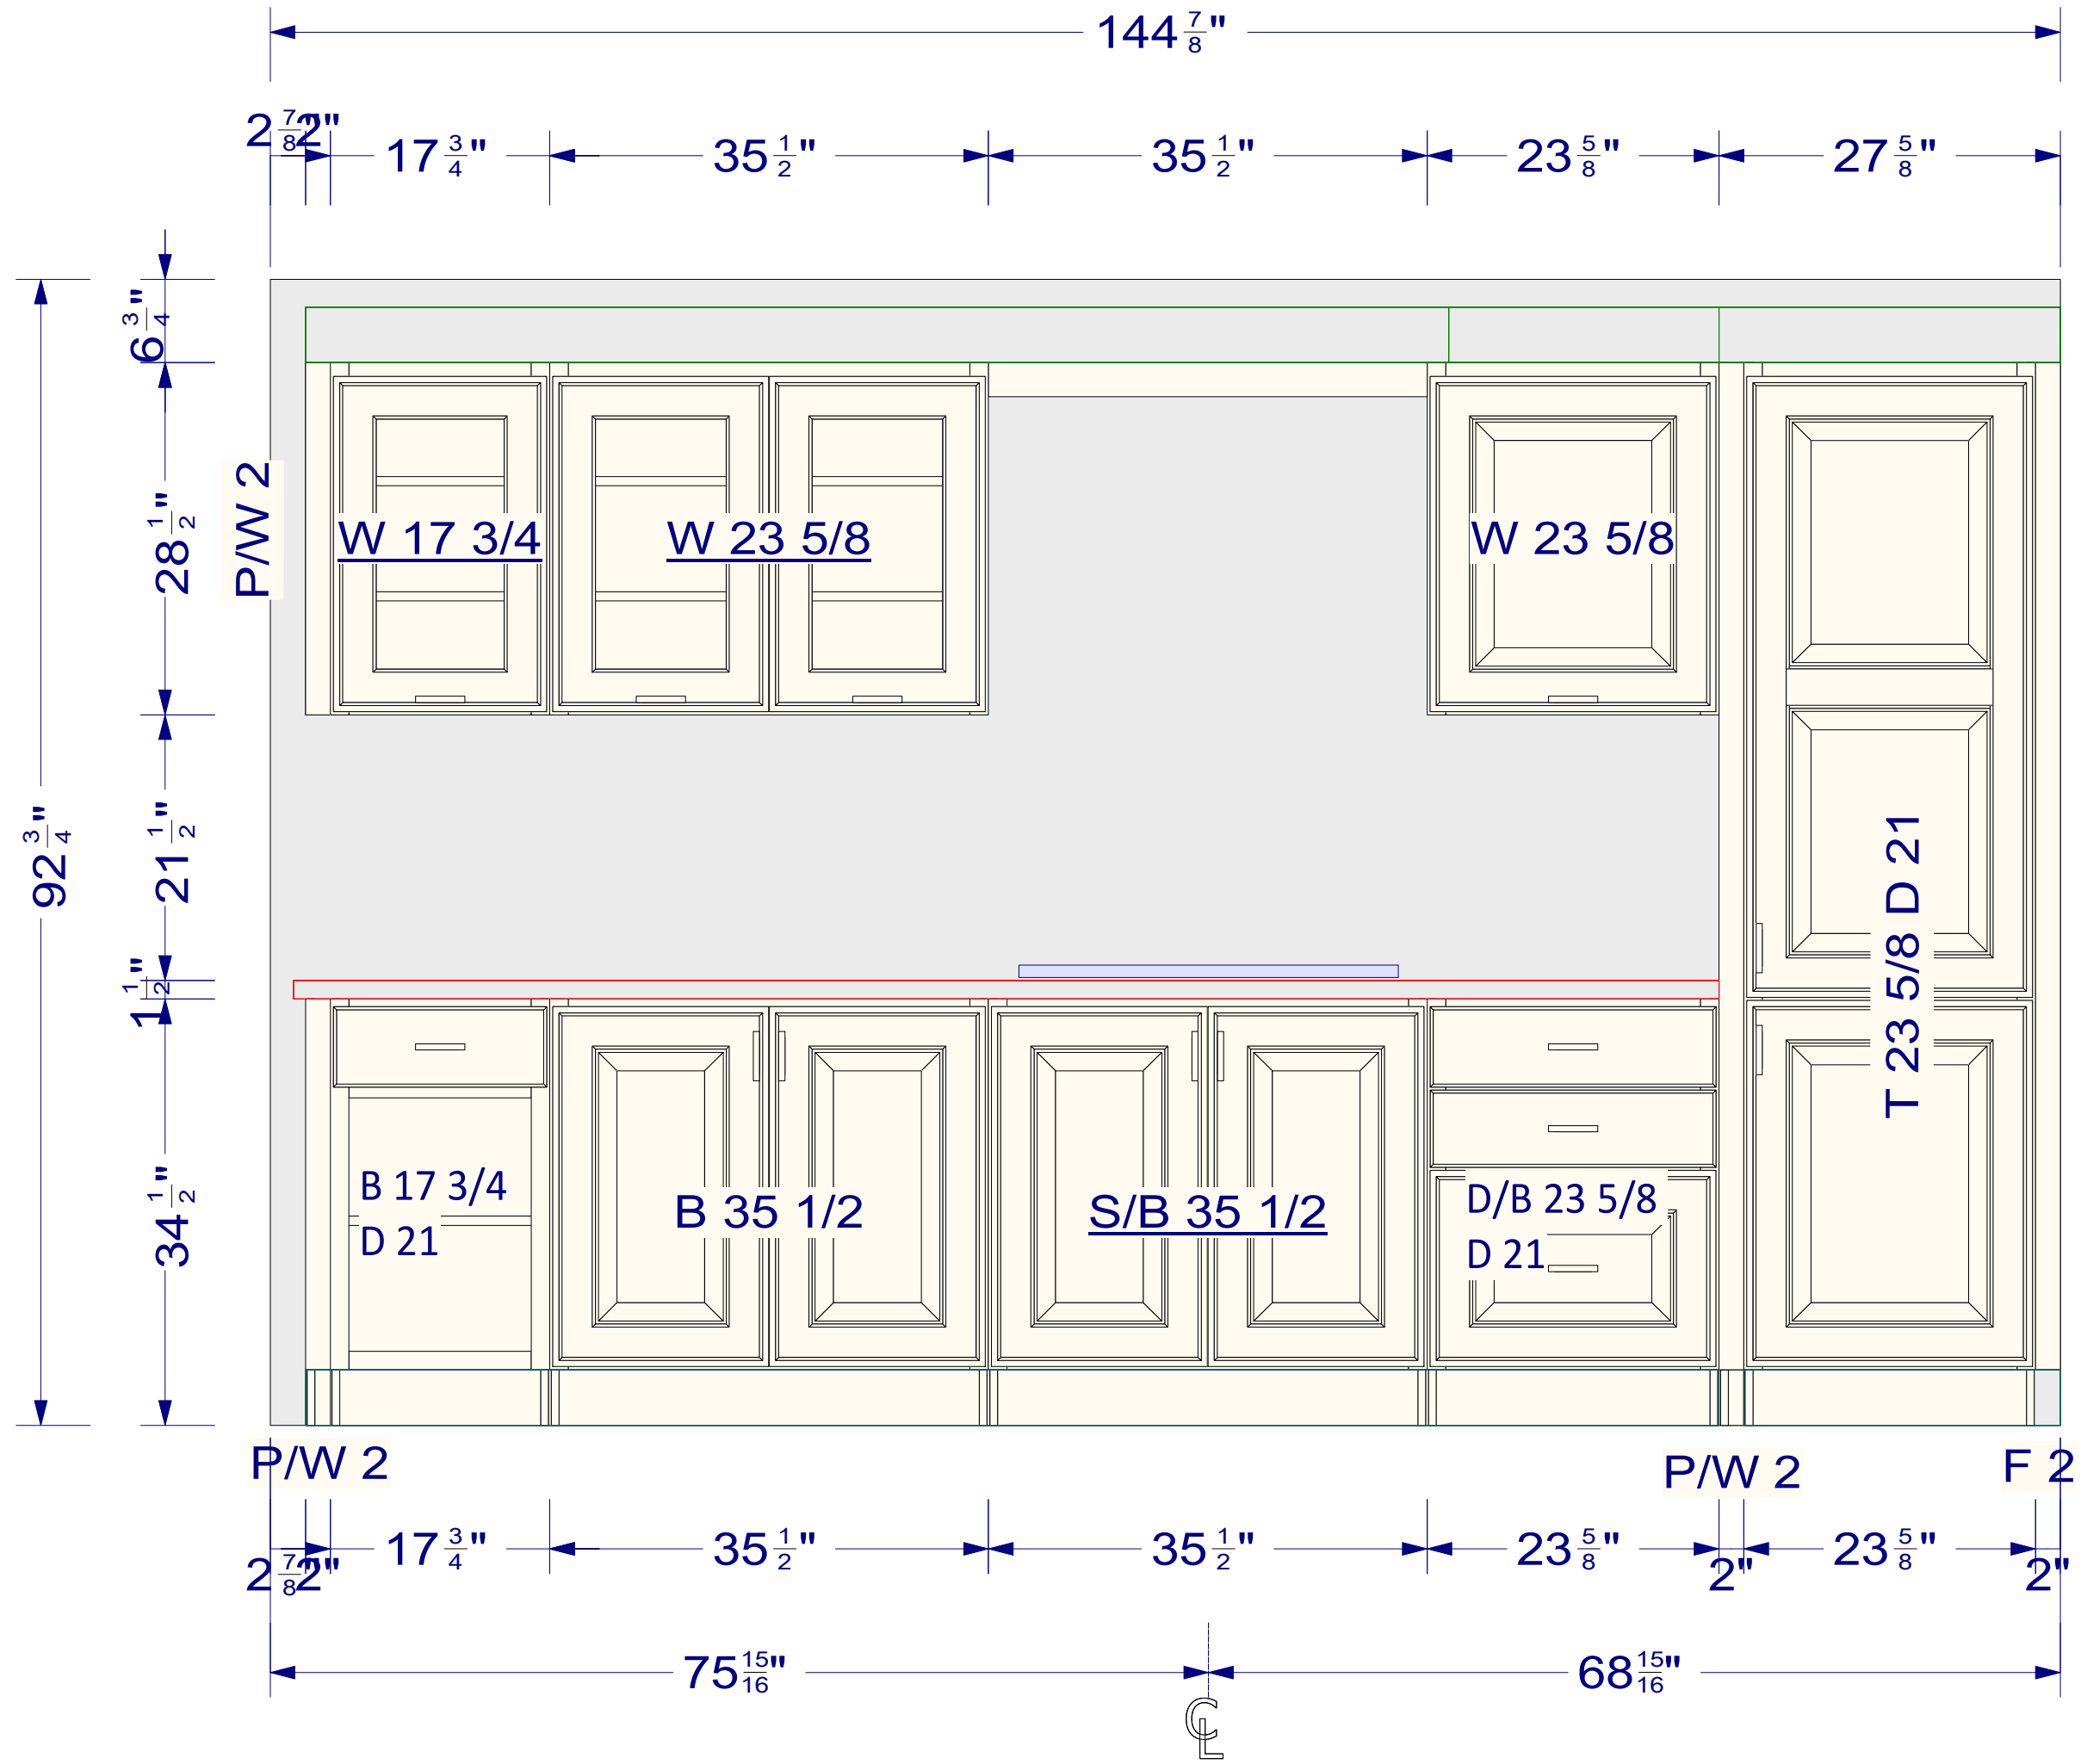 144 7/8"
2 7/8" 2" 17 3/4" 35 1/2" 35 1/2" 23 5/8" 27 5/8"
6 3/4"
28 1/2"
21 1/2"
1 1/2"
34 1/2"
92 3/4"
P/W 2
W 17 3/4
W 23 5/8
W 23 5/8
T 23 5/8 D 21
B 17 3/4
D 21
B 35 1/2
S/B 35 1/2
D/B 23 5/8
D 21
P/W 2
P/W 2
F 2
2 7/8" 2" 17 3/4" 35 1/2" 35 1/2" 23 5/8" 2" 23 5/8" 2"
75 15/16" 68 15/16"
CL